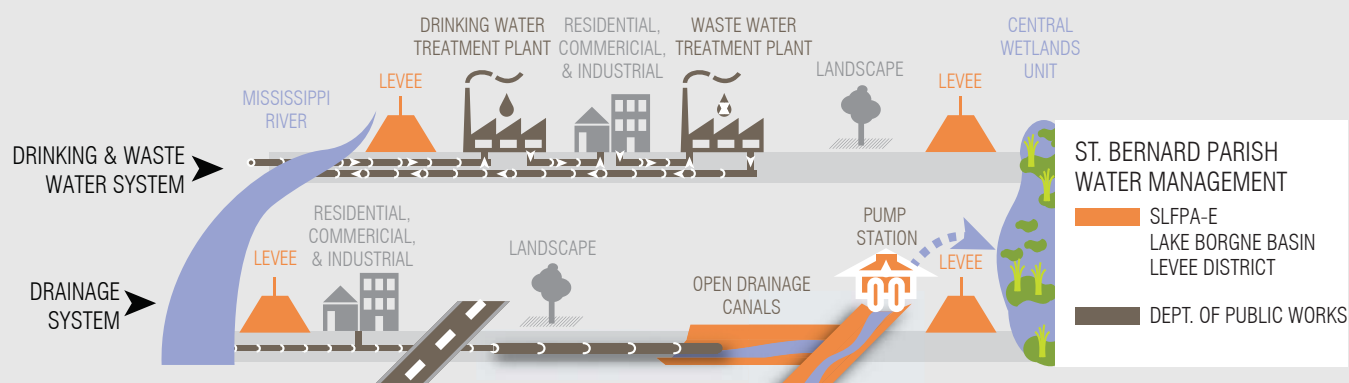 DRINKING WATER
TREATMENT PLANT
RESIDENTIAL,
COMMERICIAL,
& INDUSTRIAL
WASTE WATER
TREATMENT PLANT
CENTRAL
WETLANDS
UNIT
LEVEE
LANDSCAPE
LEVEE
MISSISSIPPI
RIVER
DRINKING & WASTE
WATER SYSTEM
ST. BERNARD PARISH
WATER MANAGEMENT
SLFPA-E
LAKE BORGNE BASIN
LEVEE DISTRICT
DEPT. OF PUBLIC WORKS
RESIDENTIAL,
COMMERICIAL,
& INDUSTRIAL
PUMP
STATION
LEVEE
LANDSCAPE
LEVEE
OPEN DRAINAGE
CANALS
DRAINAGE
SYSTEM